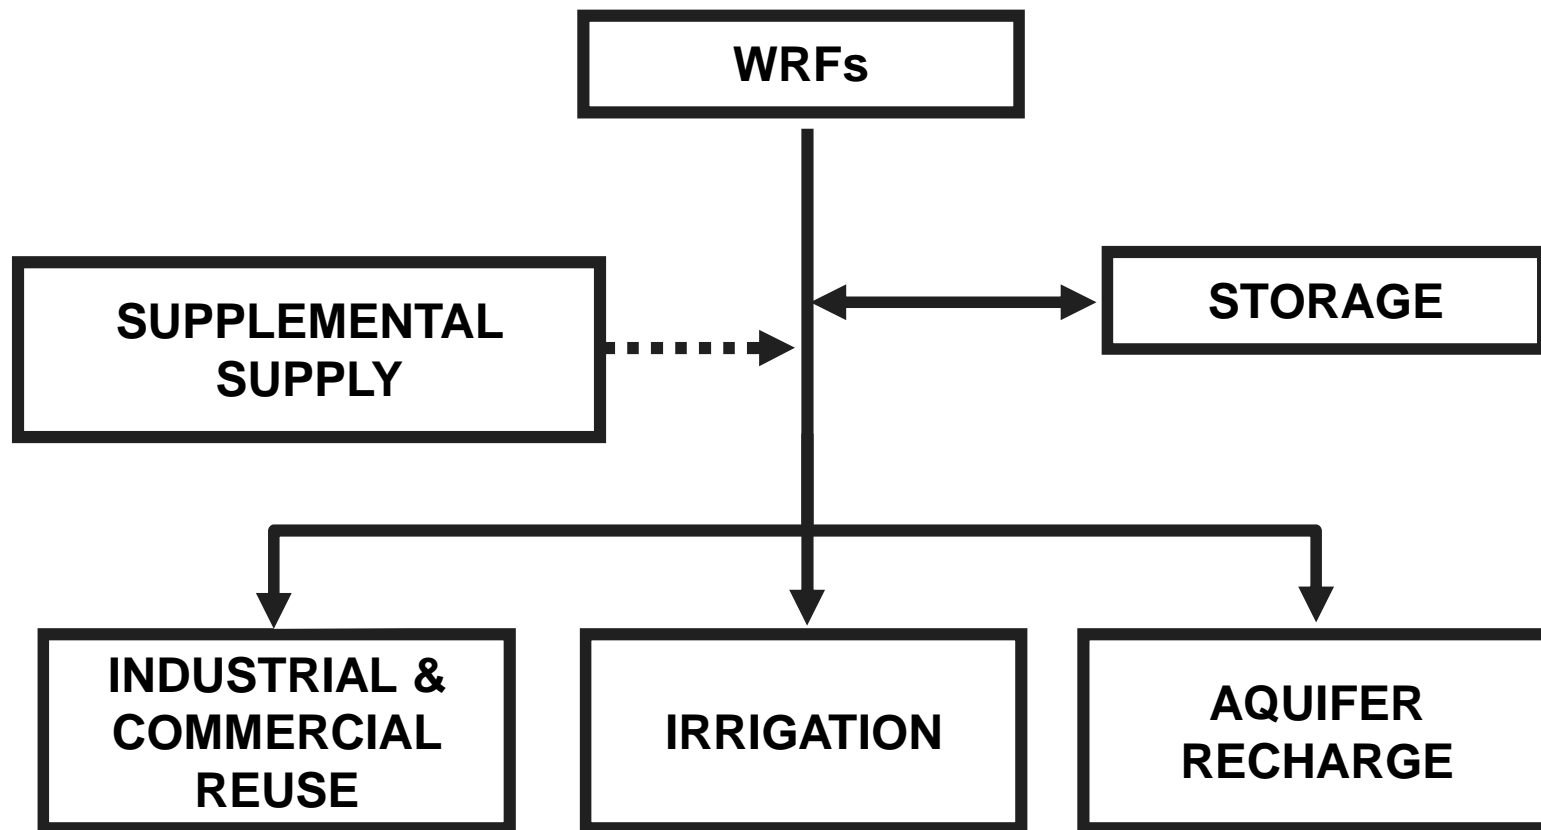 WRFs
SUPPLEMENTAL
SUPPLY
STORAGE
INDUSTRIAL &
COMMERCIAL
REUSE
IRRIGATION
AQUIFER
RECHARGE